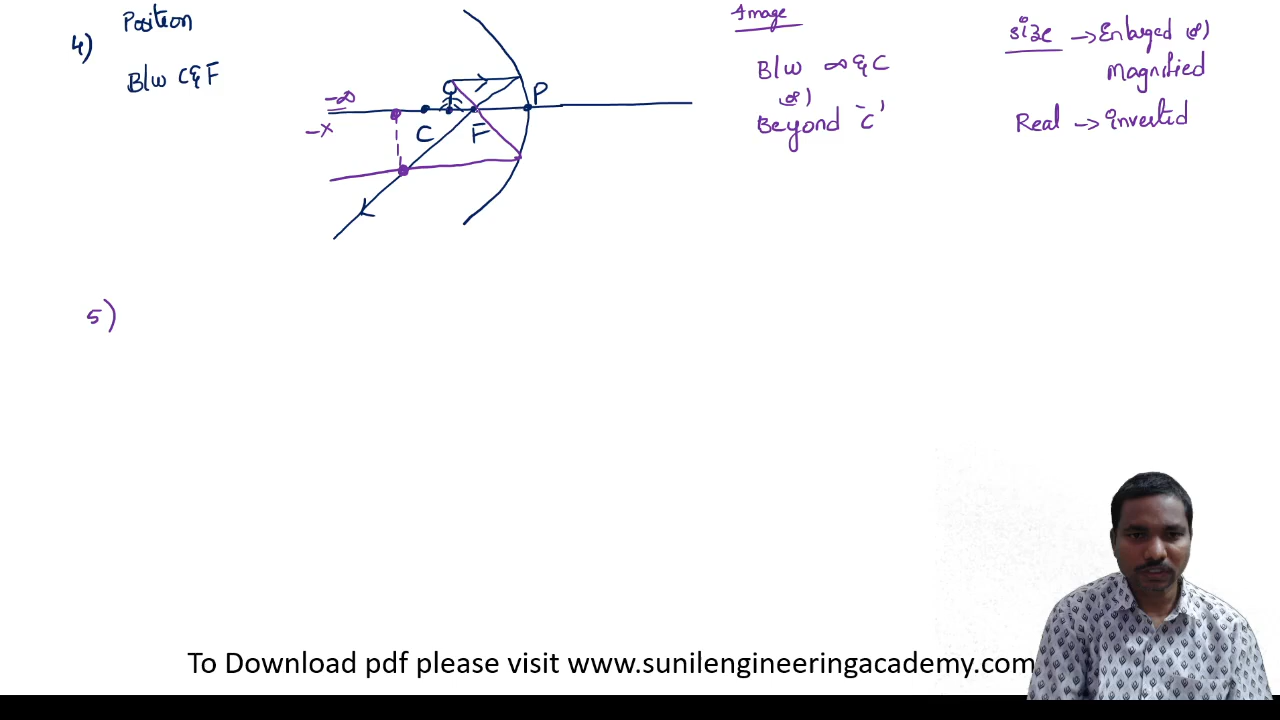 4)
Position
B/w C&F
-∞
-x
C
F
P
Image
B/w ∞ & C
(or)
Beyond 'C'
size → Enlarged (or)
Magnified
Real → inverted
5)
To Download pdf please visit www.sunilengineeringacademy.com